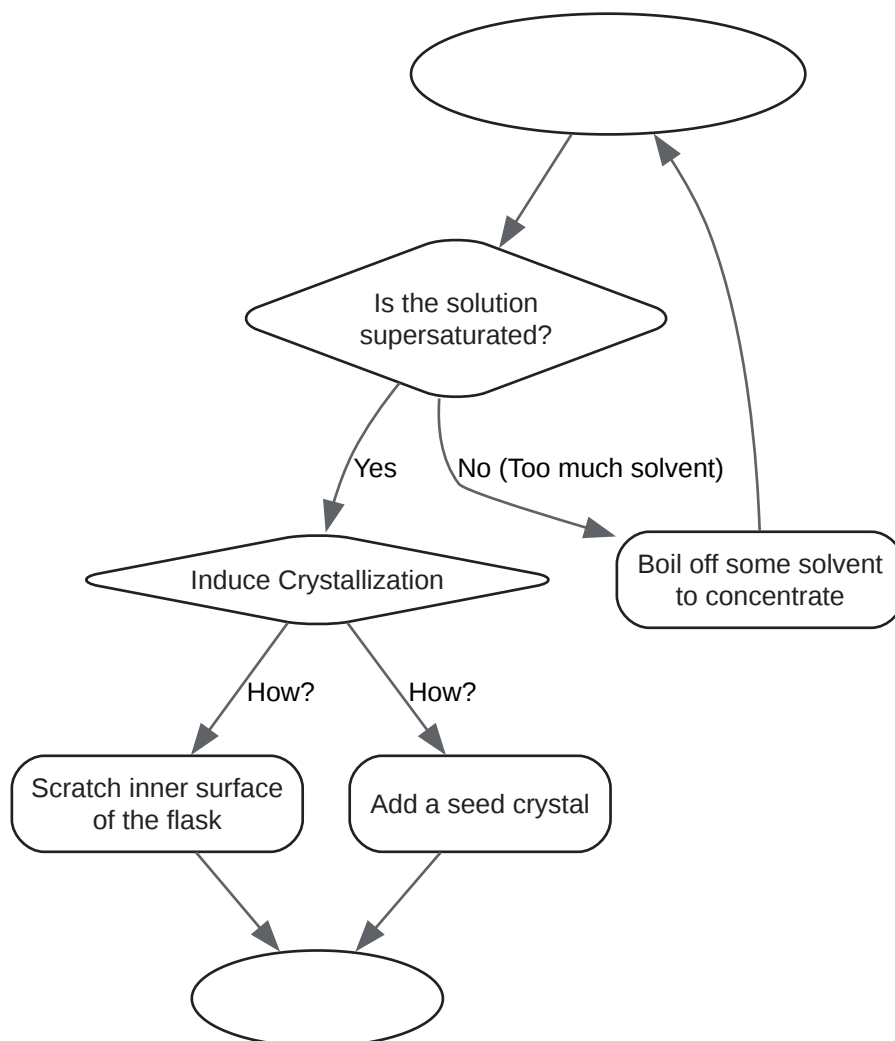 Is the solution
supersaturated?
Yes
No (Too much solvent)
Induce Crystallization
Boil off some solvent
to concentrate
How?
How?
Scratch inner surface
of the flask
Add a seed crystal